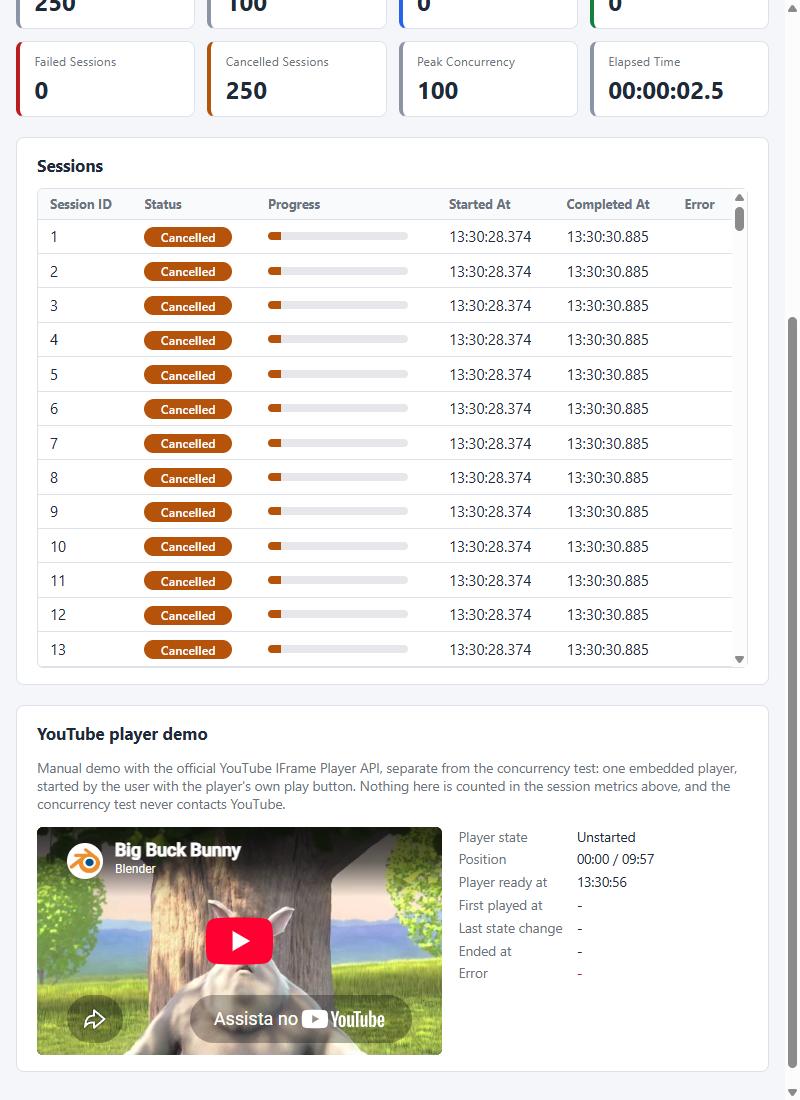 250
100
0
0
Failed Sessions
0
Cancelled Sessions
250
Peak Concurrency
100
Elapsed Time
00:00:02.5
Sessions
Session ID Status Progress Started At Completed At Error
1 Cancelled 13:30:28.374 13:30:30.885
2 Cancelled 13:30:28.374 13:30:30.885
3 Cancelled 13:30:28.374 13:30:30.885
4 Cancelled 13:30:28.374 13:30:30.885
5 Cancelled 13:30:28.374 13:30:30.885
6 Cancelled 13:30:28.374 13:30:30.885
7 Cancelled 13:30:28.374 13:30:30.885
8 Cancelled 13:30:28.374 13:30:30.885
9 Cancelled 13:30:28.374 13:30:30.885
10 Cancelled 13:30:28.374 13:30:30.885
11 Cancelled 13:30:28.374 13:30:30.885
12 Cancelled 13:30:28.374 13:30:30.885
13 Cancelled 13:30:28.374 13:30:30.885
YouTube player demo
Manual demo with the official YouTube IFrame Player API, separate from the concurrency test: one embedded player,
started by the user with the player's own play button. Nothing here is counted in the session metrics above, and the
concurrency test never contacts YouTube.
Big Buck Bunny
Blender
Assista no YouTube
Player state Unstarted
Position 00:00 / 09:57
Player ready at 13:30:56
First played at -
Last state change -
Ended at -
Error -